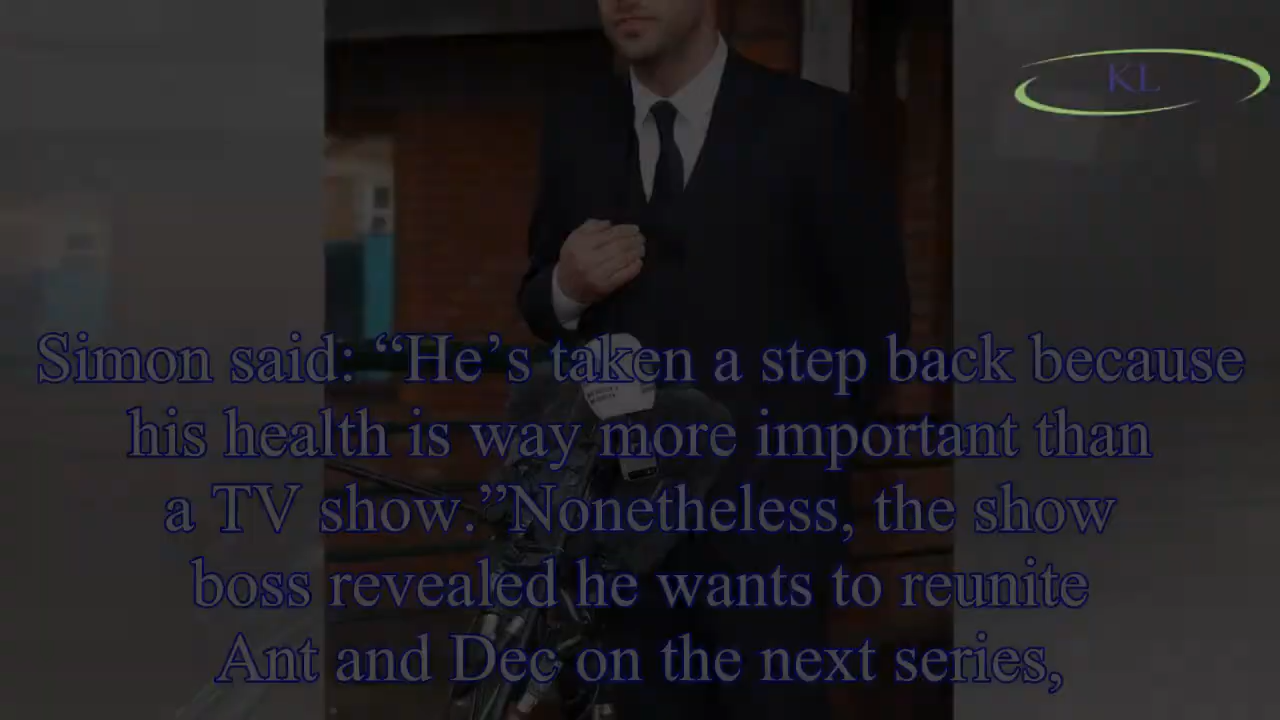 KL
Simon said: “He’s taken a step back because
his health is way more important than
a TV show.”Nonetheless, the show
boss revealed he wants to reunite
Ant and Dec on the next series,